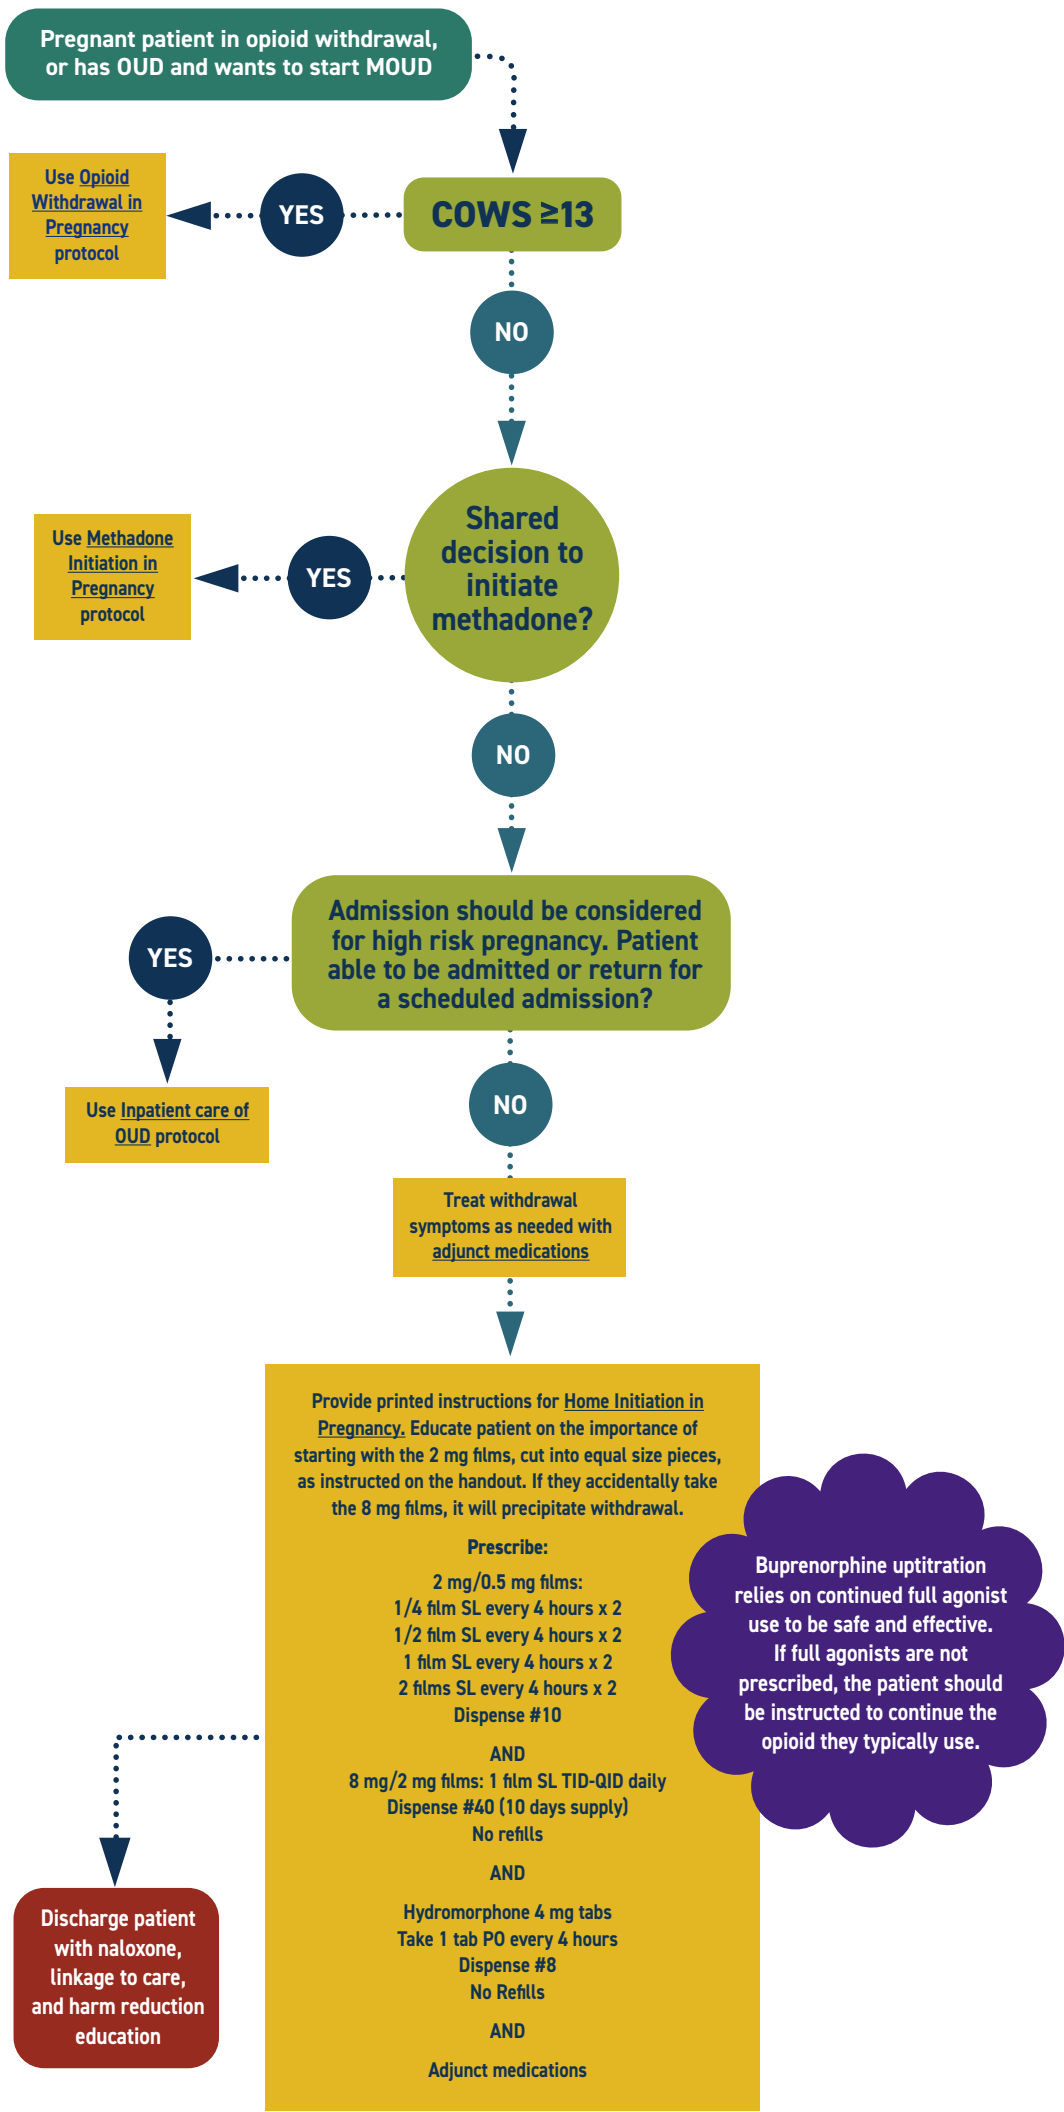 Pregnant patient in opioid withdrawal,
or has OUD and wants to start MOUD
COWS ≥13
YES
Use Opioid
Withdrawal in
Pregnancy
protocol
NO
Shared
decision to
initiate
methadone?
YES
Use Methadone
Initiation in
Pregnancy
protocol
NO
Admission should be considered
for high risk pregnancy. Patient
able to be admitted or return for
a scheduled admission?
YES
Use Inpatient care of
OUD protocol
NO
Treat withdrawal
symptoms as needed with
adjunct medications
Provide printed instructions for Home Initiation in
Pregnancy. Educate patient on the importance of
starting with the 2 mg films, cut into equal size pieces,
as instructed on the handout. If they accidentally take
the 8 mg films, it will precipitate withdrawal.
Prescribe:
2 mg/0.5 mg films:
1/4 film SL every 4 hours x 2
1/2 film SL every 4 hours x 2
1 film SL every 4 hours x 2
2 films SL every 4 hours x 2
Dispense #10
AND
8 mg/2 mg films: 1 film SL TID-QID daily
Dispense #40 (10 days supply)
No refills
AND
Hydromorphone 4 mg tabs
Take 1 tab PO every 4 hours
Dispense #8
No Refills
AND
Adjunct medications
Buprenorphine uptitration
relies on continued full agonist
use to be safe and effective.
If full agonists are not
prescribed, the patient should
be instructed to continue the
opioid they typically use.
Discharge patient
with naloxone,
linkage to care,
and harm reduction
education